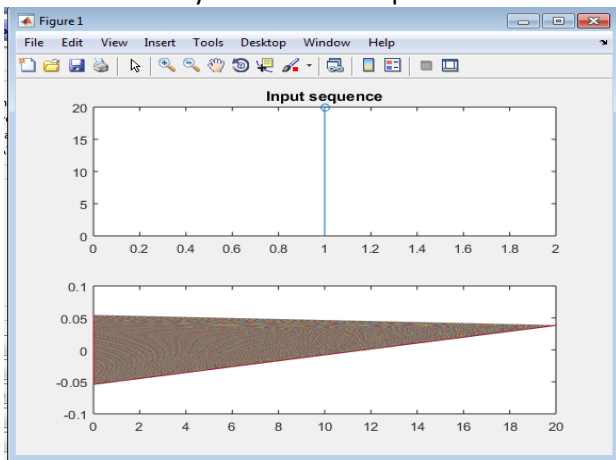 Figure 1
File Edit View Insert Tools Desktop Window Help
Input sequence
20
15
10
5
0
0 0.2 0.4 0.6 0.8 1 1.2 1.4 1.6 1.8 2
0.1
0.05
0
-0.05
-0.1
0 2 4 6 8 10 12 14 16 18 20